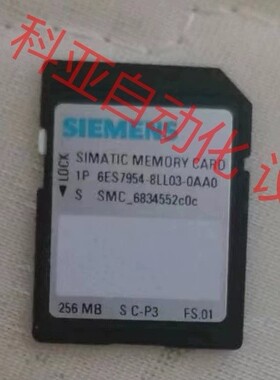 科亚自动化设
SIEMENS
LOCK
SIMATIC MEMORY CARD
1P 6ES7954-8LL03-0AA0
S SMC_6834552c0c
256 MB S C-P3 FS.01